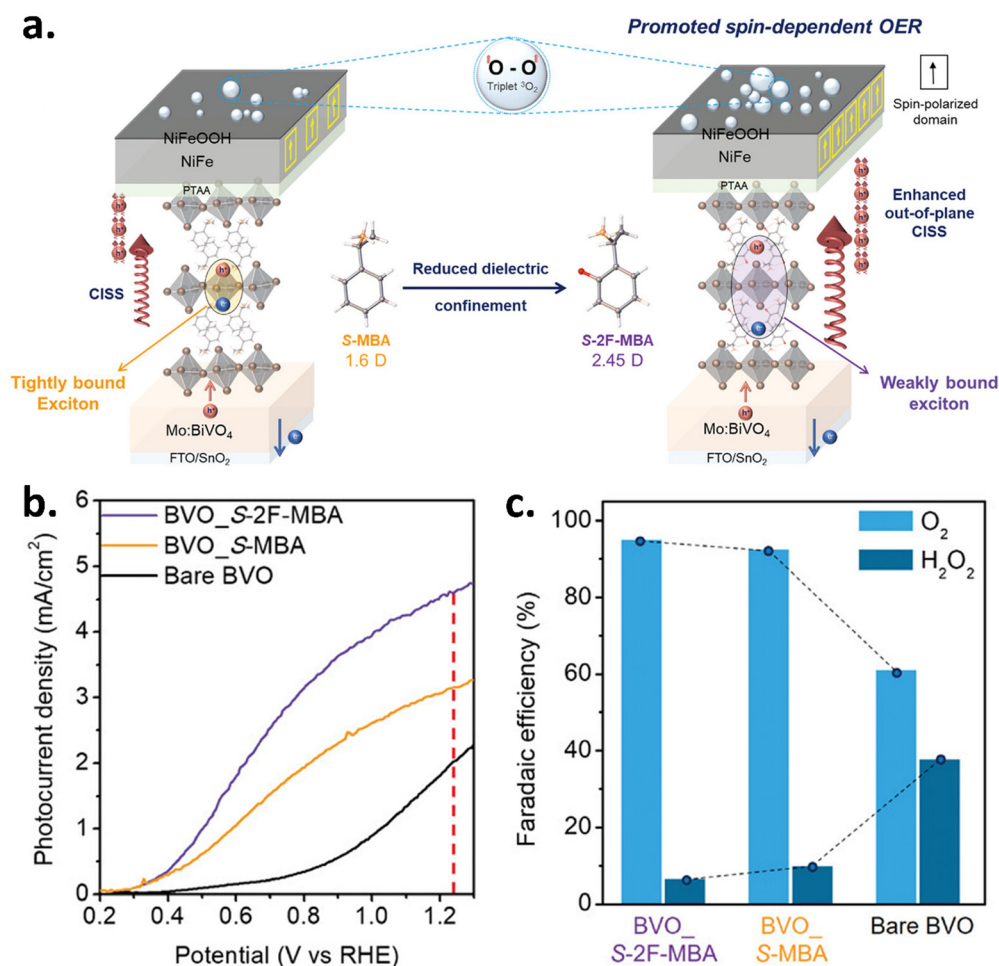 a.
Promoted spin-dependent OER
O - O
Triplet ³O₂
Spin-polarized
domain
NiFeOOH
NiFe
PTAA
h⁺
h⁺
h⁺
h⁺
CISS
h⁺
e⁻
Tightly bound
Exciton
h⁺
Mo:BiVO₄
e⁻
FTO/SnO₂
Reduced dielectric
confinement
S-MBA
1.6 D
S-2F-MBA
2.45 D
NiFeOOH
NiFe
PTAA
h⁺
h⁺
h⁺
h⁺
Enhanced
out-of-plane
CISS
h⁺
e⁻
Weakly bound
exciton
h⁺
Mo:BiVO₄
e⁻
FTO/SnO₂
b.
BVO_S-2F-MBA
BVO_S-MBA
Bare BVO
Photocurrent density (mA/cm²)
6
5
4
3
2
1
0
0.2 0.4 0.6 0.8 1.0 1.2
Potential (V vs RHE)
c.
O₂
H₂O₂
Faradaic efficiency (%)
100
80
60
40
20
0
BVO_
S-2F-MBA
BVO_
S-MBA
Bare BVO